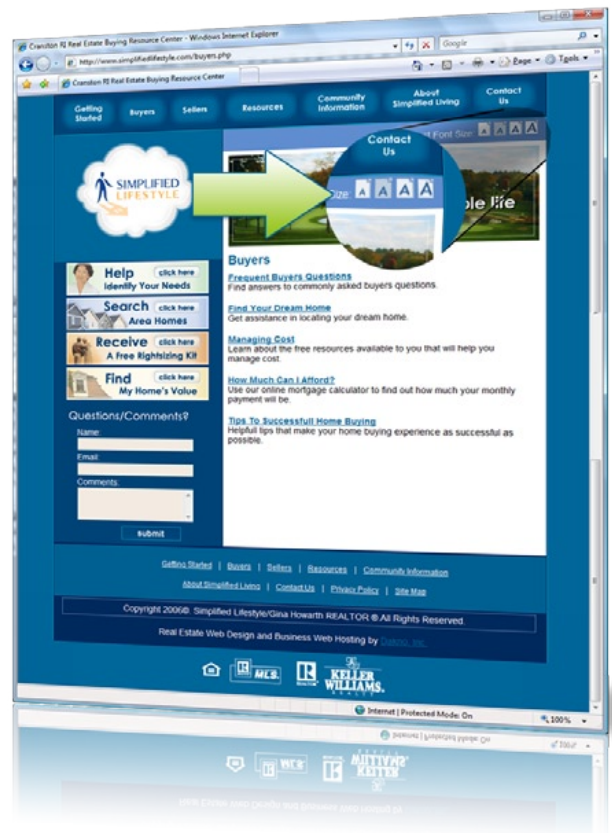 Cranston RI Real Estate Buying Resource Center - Windows Internet Explorer
http://www.simplifiedlifestyle.com/buyers.php
Google
Cranston RI Real Estate Buying Resource Center
Page
Tools
Getting
Started
Buyers
Sellers
Resources
Community
Information
About
Simplified Living
Contact
Us
Font Size: A A A A
Contact
Us
Size: A A A A
SIMPLIFIED
LIFESTYLE
ple life
Help click here
Identify Your Needs
Search click here
Area Homes
Receive click here
A Free Rightsizing Kit
Find click here
My Home's Value
Questions/Comments?
Name:
Email:
Comments:
submit
Buyers
Frequent Buyers Questions
Find answers to commonly asked buyers questions.
Find Your Dream Home
Get assistance in locating your dream home.
Managing Cost
Learn about the free resources available to you that will help you
manage cost.
How Much Can I Afford?
Use our online mortgage calculator to find out how much your monthly
payment will be.
Tips To Successfull Home Buying
Helpfull tips that make your home buying experience as successful as
possible.
Getting Started | Buyers | Sellers | Resources | Community Information
About Simplified Living | Contact Us | Privacy Policy | Site Map
Copyright 2006©. Simplified Lifestyle/Gina Howarth REALTOR ® All Rights Reserved.
Real Estate Web Design and Business Web Hosting by Dakno, Inc.
R MLS
R
REALTOR
KELLER
WILLIAMS
REALTY
Internet | Protected Mode: On
100%